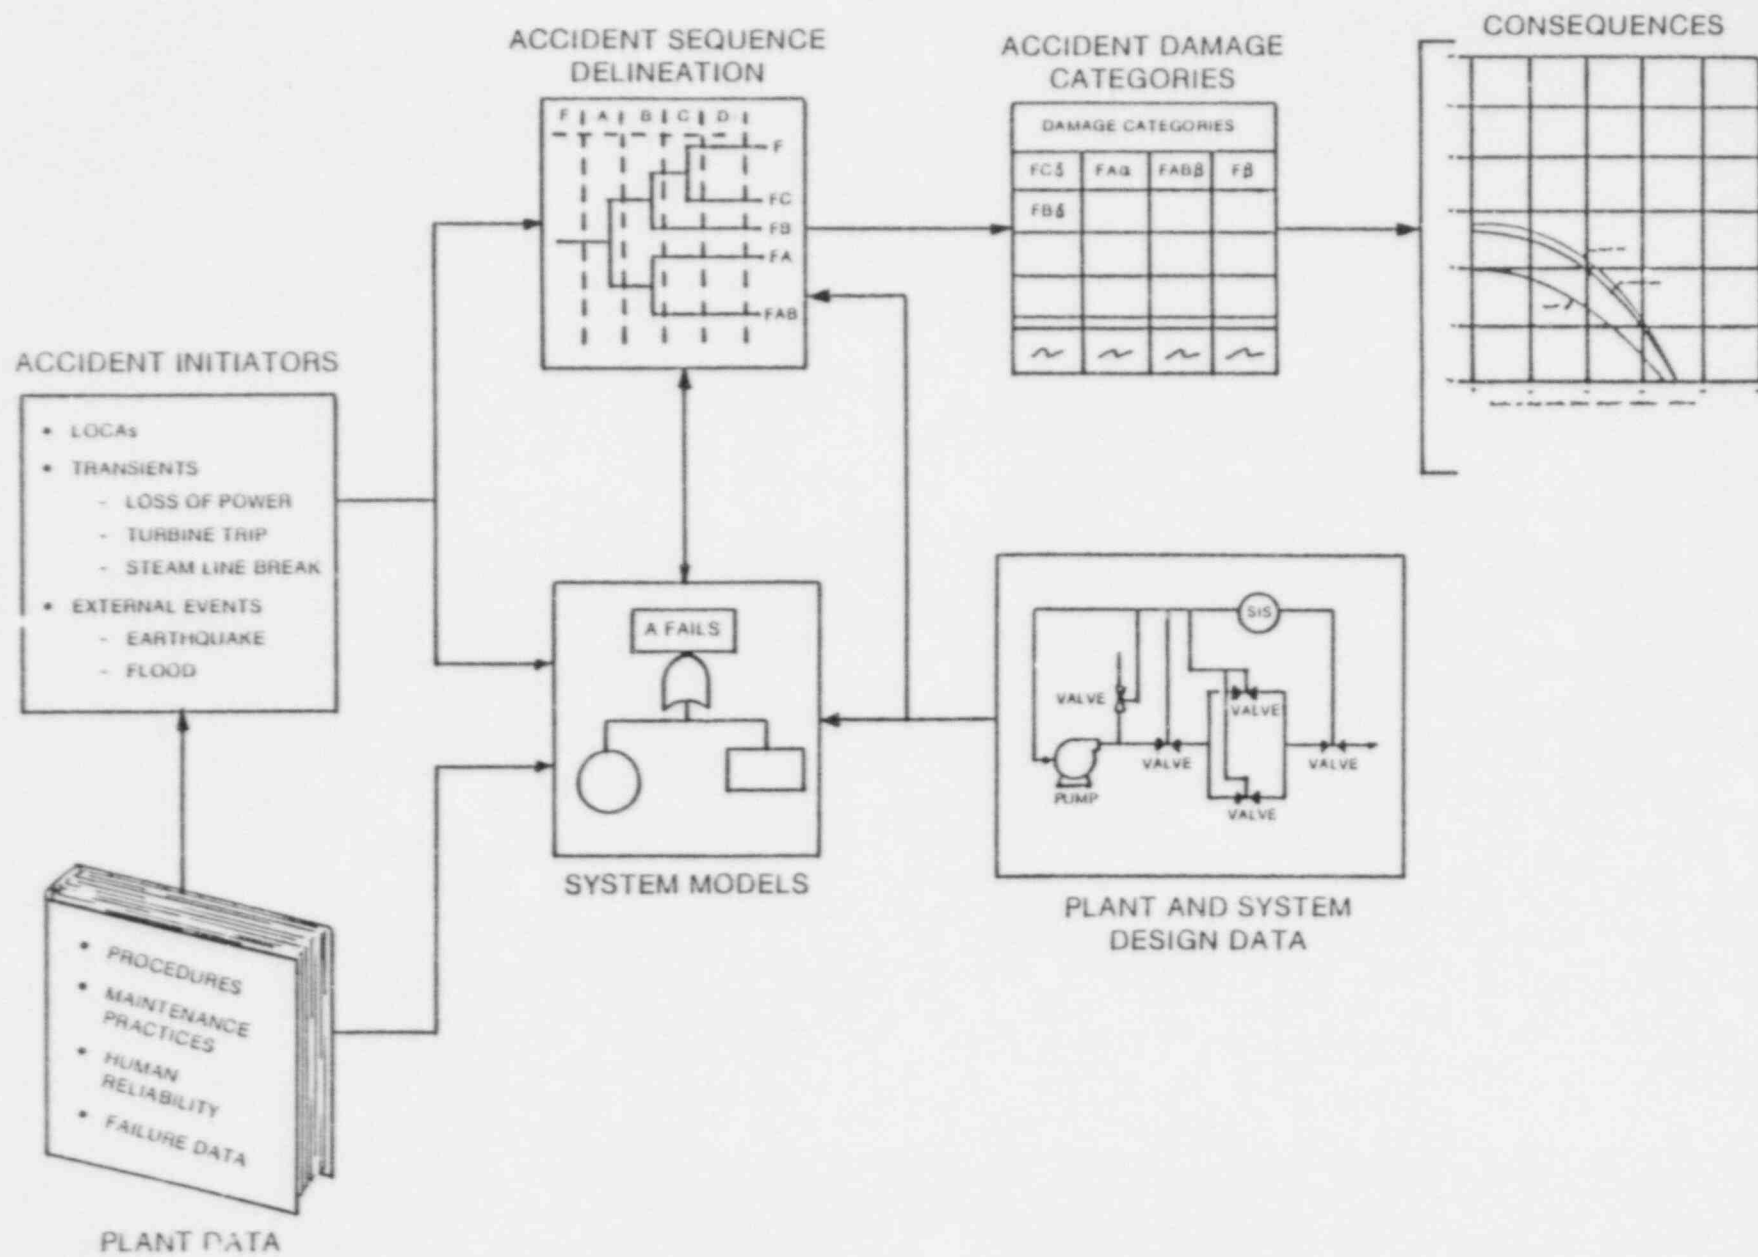 CONSEQUENCES
ACCIDENT SEQUENCE
DELINEATION
F A B C D
F
FC
FB
FA
FAB
ACCIDENT DAMAGE
CATEGORIES
DAMAGE CATEGORIES
FCδ FAα FABβ Fβ
FBδ
ACCIDENT INITIATORS
• LOCAs
• TRANSIENTS
- LOSS OF POWER
- TURBINE TRIP
- STEAM LINE BREAK
• EXTERNAL EVENTS
- EARTHQUAKE
- FLOOD
A FAILS
SYSTEM MODELS
SIS
VALVE
VALVE
VALVE
VALVE
PUMP
VALVE
PLANT AND SYSTEM
DESIGN DATA
• PROCEDURES
• MAINTENANCE
PRACTICES
• HUMAN
RELIABILITY
• FAILURE DATA
PLANT DATA